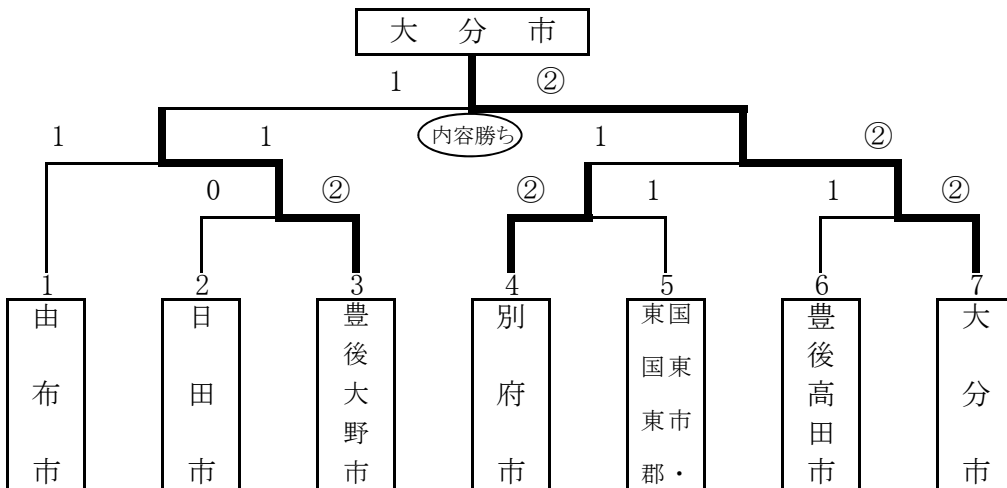 大分市
1 ②
1 1 内容勝ち 1 ②
0 ② ② 1 1 ②
1 2 3 4 5 6 7
由布市
日田市
豊後大野市
別府市
国東市・
東国東郡
豊後高田市
大分市